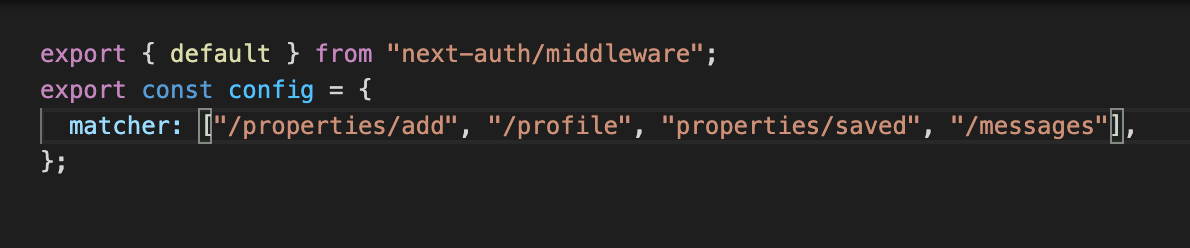 export { default } from "next-auth/middleware";
export const config = {
matcher: ["/properties/add", "/profile", "properties/saved", "/messages"],
};